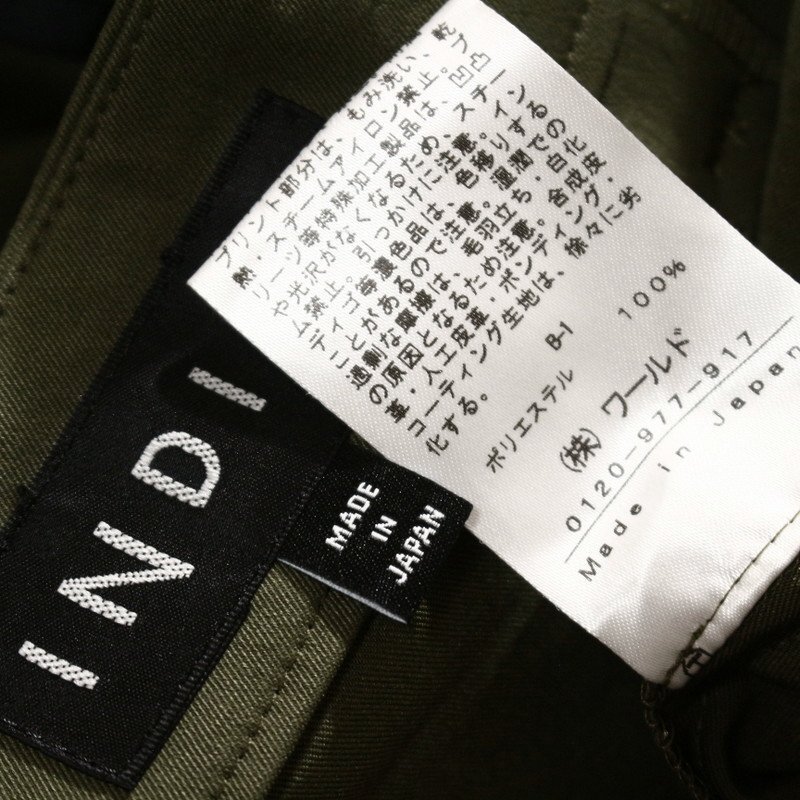 プリント部分は、もみ洗い、乾
燥・スチームアイロン禁止。プ
リーツ等特殊加工製品は、凹凸
や光沢がなくなるため、スチー
ム禁止。引っかけに注意。イン
ディゴ等濃色品は、色移りする
ことがあるので注意。湿潤での
過剰な摩擦は、毛羽立ち・白化
の原因となるため注意。合成皮
革・人工皮革・ボンディング・
コーティング生地は、徐々に劣
化する。
B-1
ポリエステル 100%
(株)ワールド
0120-977-917
Made in Japan
INDI
MADE
IN
JAPAN